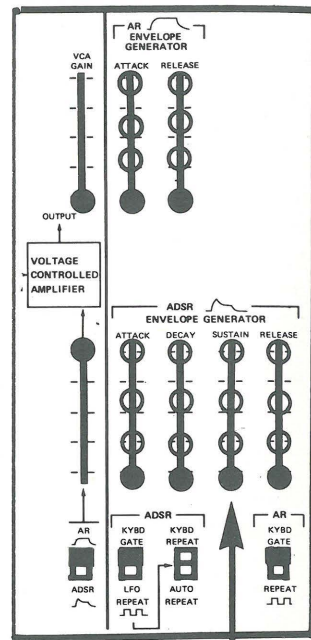 AR
ENVELOPE
GENERATOR
VCA
GAIN
ATTACK
RELEASE
OUTPUT
VOLTAGE
CONTROLLED
AMPLIFIER
ADSR
ENVELOPE GENERATOR
ATTACK
DECAY
SUSTAIN
RELEASE
AR
ADSR
ADSR
KYBD
GATE
LFO
REPEAT
KYBD
REPEAT
AUTO
REPEAT
AR
KYBD
GATE
REPEAT